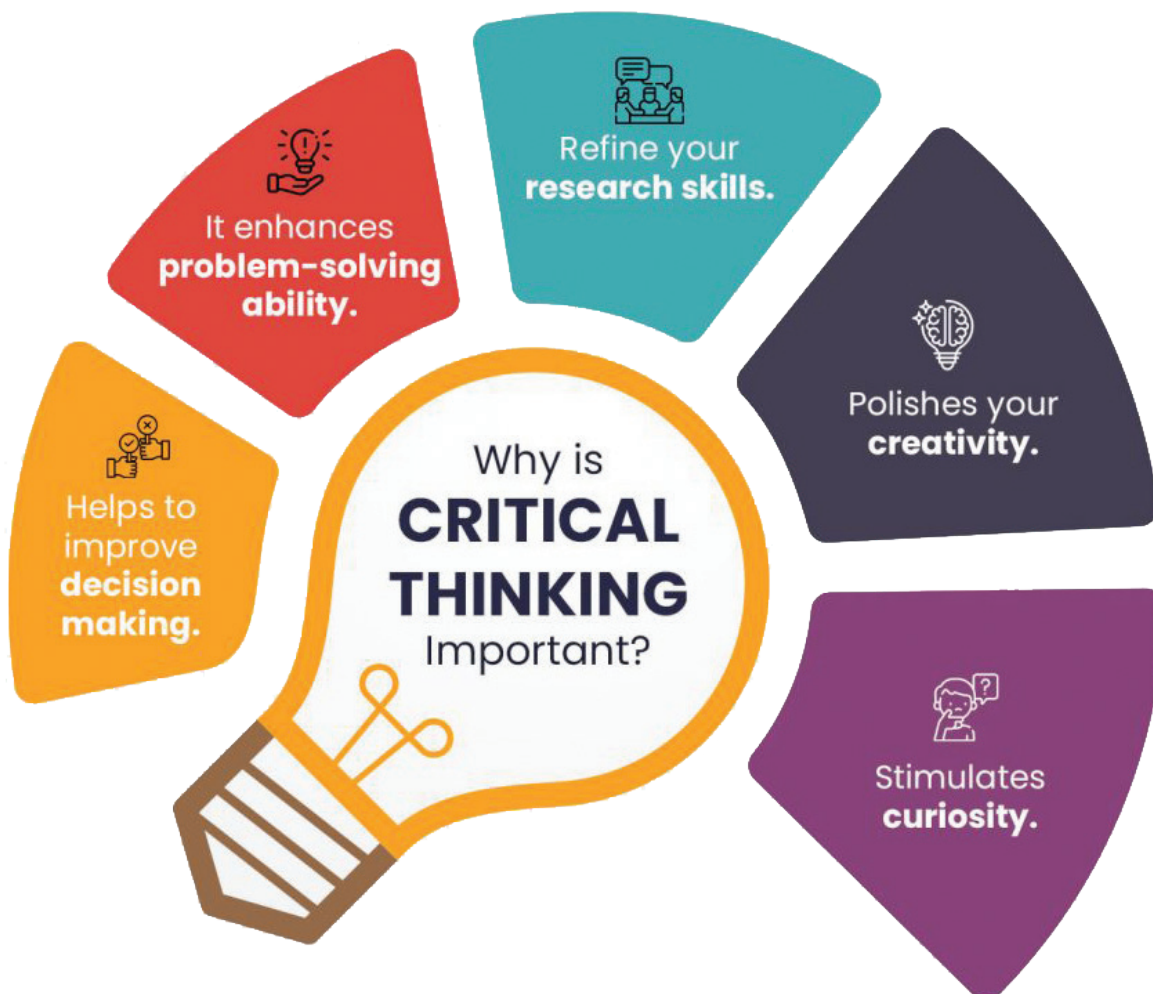 Why is
CRITICAL
THINKING
Important?
Helps to
improve
decision
making.
It enhances
problem-solving
ability.
Refine your
research skills.
Polishes your
creativity.
Stimulates
curiosity.